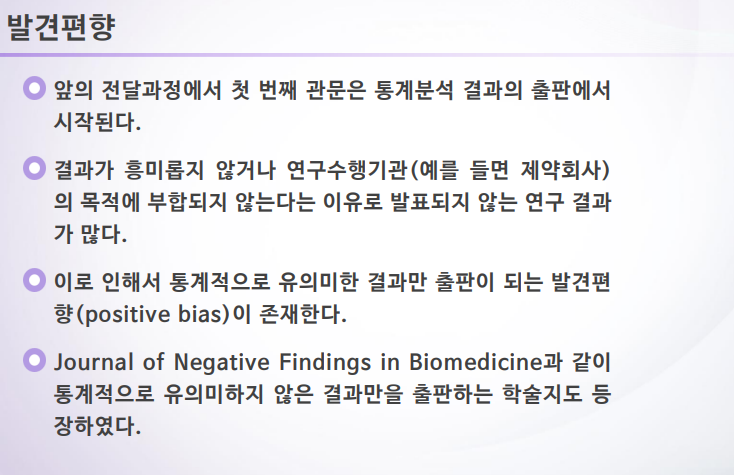 발견편향
앞의 전달과정에서 첫 번째 관문은 통계분석 결과의 출판에서
시작된다.
결과가 흥미롭지 않거나 연구수행기관(예를 들면 제약회사)
의 목적에 부합되지 않는다는 이유로 발표되지 않는 연구 결과
가 많다.
이로 인해서 통계적으로 유의미한 결과만 출판이 되는 발견편
향(positive bias)이 존재한다.
Journal of Negative Findings in Biomedicine과 같이
통계적으로 유의미하지 않은 결과만을 출판하는 학술지도 등
장하였다.